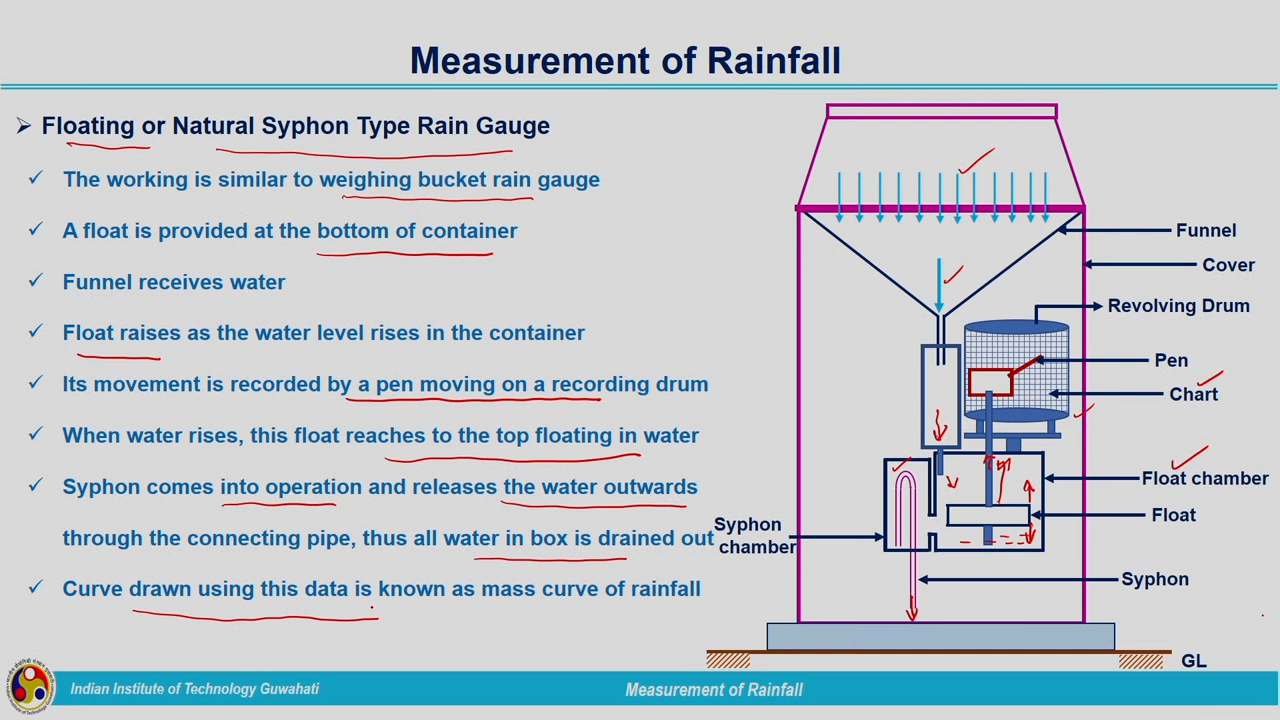 Measurement of Rainfall
Floating or Natural Syphon Type Rain Gauge
The working is similar to weighing bucket rain gauge
A float is provided at the bottom of container
Funnel receives water
Float raises as the water level rises in the container
Its movement is recorded by a pen moving on a recording drum
When water rises, this float reaches to the top floating in water
Syphon comes into operation and releases the water outwards
through the connecting pipe, thus all water in box is drained out
Curve drawn using this data is known as mass curve of rainfall
Funnel
Cover
Revolving Drum
Pen
Chart
Float chamber
Float
Syphon
chamber
Syphon
GL
Indian Institute of Technology Guwahati
Measurement of Rainfall